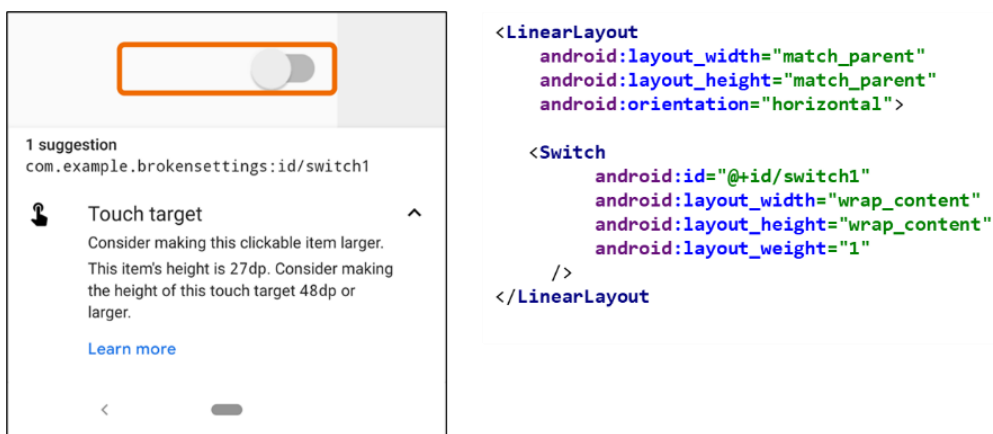 1 suggestion
com.example.brokensettings:id/switch1
Touch target
Consider making this clickable item larger.
This item's height is 27dp. Consider making
the height of this touch target 48dp or
larger.
Learn more
<LinearLayout
android:layout_width="match_parent"
android:layout_height="match_parent"
android:orientation="horizontal">
<Switch
android:id="@+id/switch1"
android:layout_width="wrap_content"
android:layout_height="wrap_content"
android:layout_weight="1"
/>
</LinearLayout